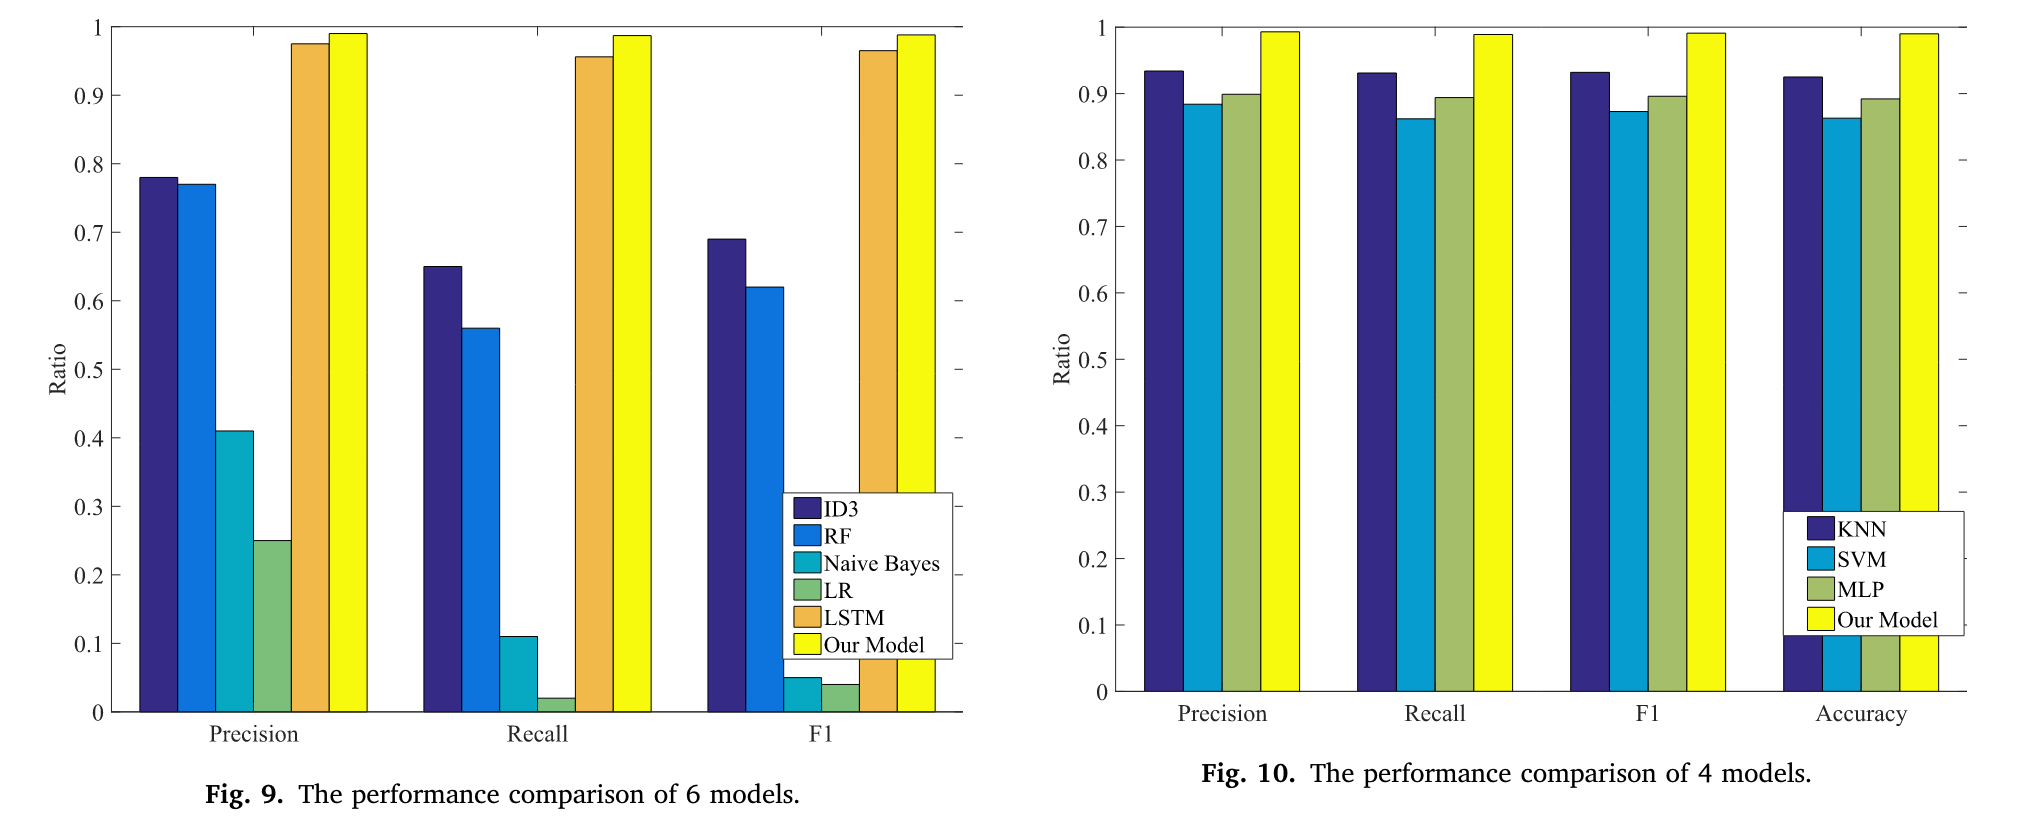 1
0.9
0.8
0.7
0.6
0.5
0.4
0.3
0.2
0.1
0
Ratio
Precision Recall F1
ID3
RF
Naive Bayes
LR
LSTM
Our Model
Fig. 9. The performance comparison of 6 models.
1
0.9
0.8
0.7
0.6
0.5
0.4
0.3
0.2
0.1
0
Ratio
Precision Recall F1 Accuracy
KNN
SVM
MLP
Our Model
Fig. 10. The performance comparison of 4 models.